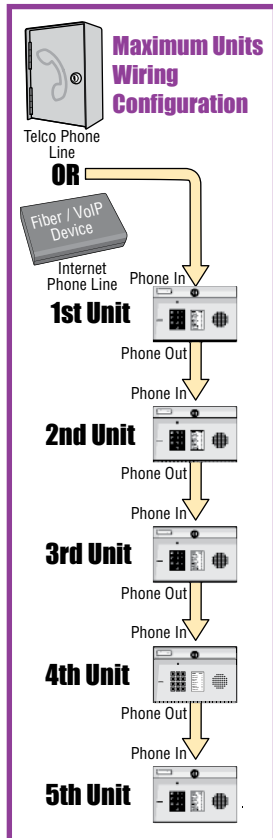 Maximum Units
Wiring
Configuration
Telco Phone
Line
OR
Fiber / VoIP
Device
Internet
Phone Line
Phone In
1st Unit
Phone Out
Phone In
2nd Unit
Phone Out
Phone In
3rd Unit
Phone Out
Phone In
4th Unit
Phone Out
Phone In
5th Unit